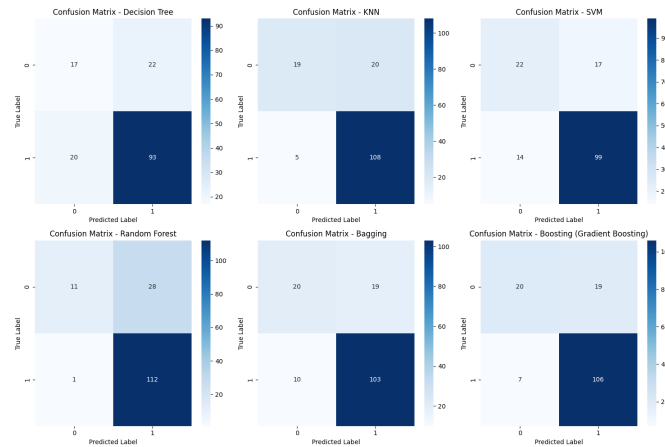 Confusion Matrix - Decision Tree
0
1
True Label
17 22
20 93
0 1
Predicted Label
80
60
40
20
90
70
50
30
Confusion Matrix - KNN
0
1
True Label
19 20
5 108
0 1
Predicted Label
100
80
60
40
20
Confusion Matrix - SVM
0
1
True Label
22 17
14 99
0 1
Predicted Label
Confusion Matrix - Random Forest
0
1
True Label
11 28
1 112
0 1
Predicted Label
100
80
60
40
20
Confusion Matrix - Bagging
0
1
True Label
20 19
10 103
0 1
Predicted Label
100
80
60
40
20
Confusion Matrix - Boosting (Gradient Boosting)
0
1
True Label
20 19
7 106
0 1
Predicted Label